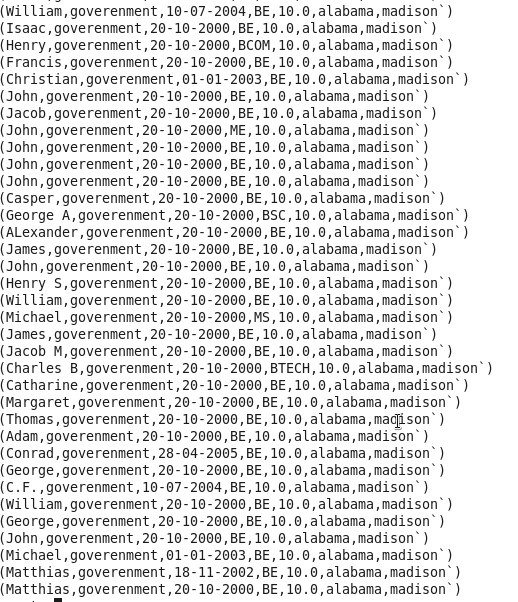 (William,goverenment,10-07-2004,BE,10.0,alabama,madison`)
(Isaac,goverenment,20-10-2000,BE,10.0,alabama,madison`)
(Henry,goverenment,20-10-2000,BCOM,10.0,alabama,madison`)
(Francis,goverenment,20-10-2000,BE,10.0,alabama,madison`)
(Christian,goverenment,01-01-2003,BE,10.0,alabama,madison`)
(John,goverenment,20-10-2000,BE,10.0,alabama,madison`)
(Jacob,goverenment,20-10-2000,BE,10.0,alabama,madison`)
(John,goverenment,20-10-2000,ME,10.0,alabama,madison`)
(John,goverenment,20-10-2000,BE,10.0,alabama,madison`)
(John,goverenment,20-10-2000,BE,10.0,alabama,madison`)
(John,goverenment,20-10-2000,BE,10.0,alabama,madison`)
(Casper,goverenment,20-10-2000,BE,10.0,alabama,madison`)
(George A,goverenment,20-10-2000,BSC,10.0,alabama,madison`)
(ALexander,goverenment,20-10-2000,BE,10.0,alabama,madison`)
(James,goverenment,20-10-2000,BE,10.0,alabama,madison`)
(John,goverenment,20-10-2000,BE,10.0,alabama,madison`)
(Henry S,goverenment,20-10-2000,BE,10.0,alabama,madison`)
(William,goverenment,20-10-2000,BE,10.0,alabama,madison`)
(Michael,goverenment,20-10-2000,MS,10.0,alabama,madison`)
(James,goverenment,20-10-2000,BE,10.0,alabama,madison`)
(Jacob M,goverenment,20-10-2000,BE,10.0,alabama,madison`)
(Charles B,goverenment,20-10-2000,BTECH,10.0,alabama,madison`)
(Catharine,goverenment,20-10-2000,BE,10.0,alabama,madison`)
(Margaret,goverenment,20-10-2000,BE,10.0,alabama,madison`)
(Thomas,goverenment,20-10-2000,BE,10.0,alabama,madison`)
(Adam,goverenment,20-10-2000,BE,10.0,alabama,madison`)
(Conrad,goverenment,28-04-2005,BE,10.0,alabama,madison`)
(George,goverenment,20-10-2000,BE,10.0,alabama,madison`)
(C.F.,goverenment,10-07-2004,BE,10.0,alabama,madison`)
(William,goverenment,20-10-2000,BE,10.0,alabama,madison`)
(George,goverenment,20-10-2000,BE,10.0,alabama,madison`)
(John,goverenment,20-10-2000,BE,10.0,alabama,madison`)
(Michael,goverenment,01-01-2003,BE,10.0,alabama,madison`)
(Matthias,goverenment,18-11-2002,BE,10.0,alabama,madison`)
(Matthias,goverenment,20-10-2000,BE,10.0,alabama,madison`)